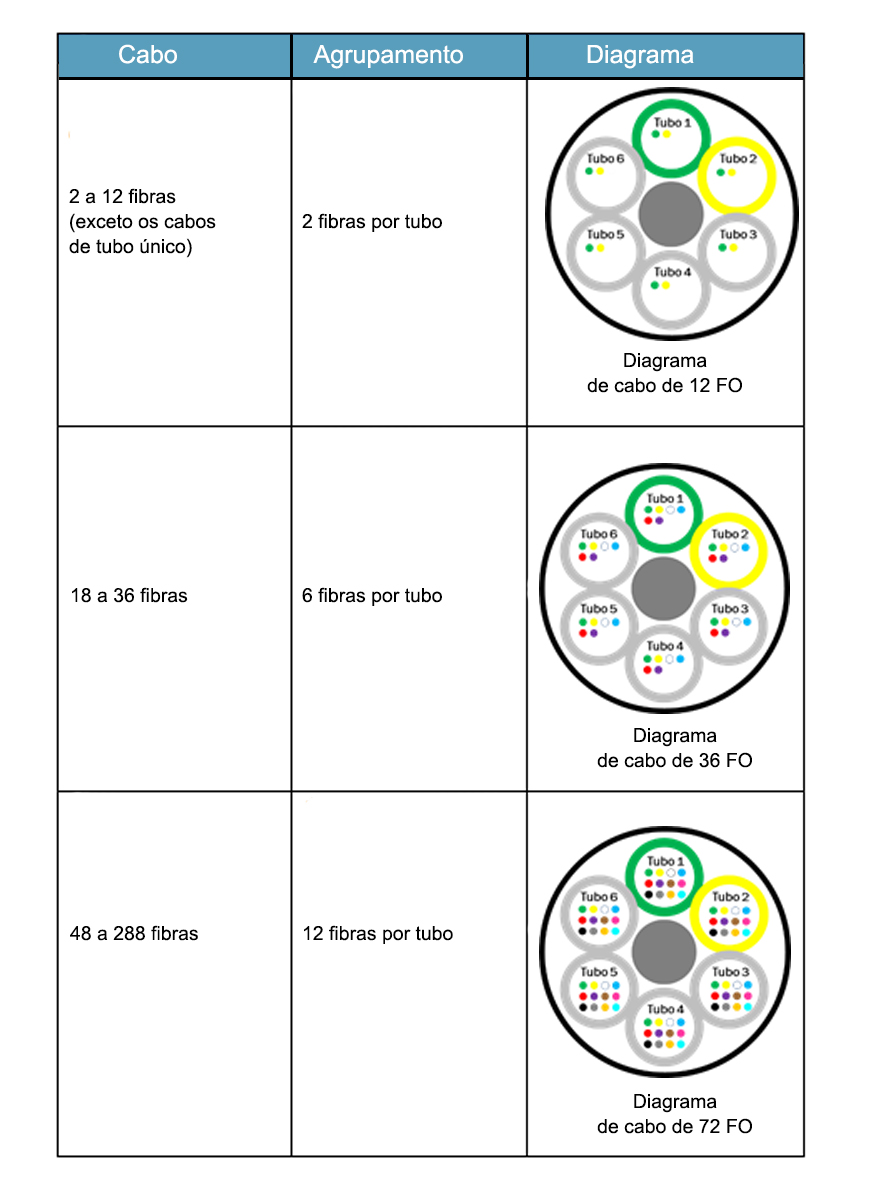 Cabo
Agrupamento
Diagrama
2 a 12 fibras
(exceto os cabos
de tubo único)
2 fibras por tubo
Tubo 1
Tubo 2
Tubo 3
Tubo 4
Tubo 5
Tubo 6
Diagrama
de cabo de 12 FO
18 a 36 fibras
6 fibras por tubo
Tubo 1
Tubo 2
Tubo 3
Tubo 4
Tubo 5
Tubo 6
Diagrama
de cabo de 36 FO
48 a 288 fibras
12 fibras por tubo
Tubo 1
Tubo 2
Tubo 3
Tubo 4
Tubo 5
Tubo 6
Diagrama
de cabo de 72 FO